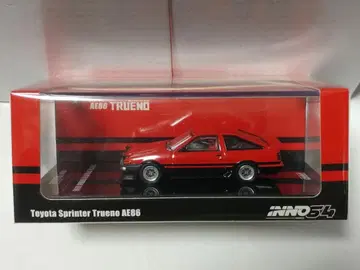 AE86 TRUENO
Toyota Sprinter Trueno AE86
INNO64